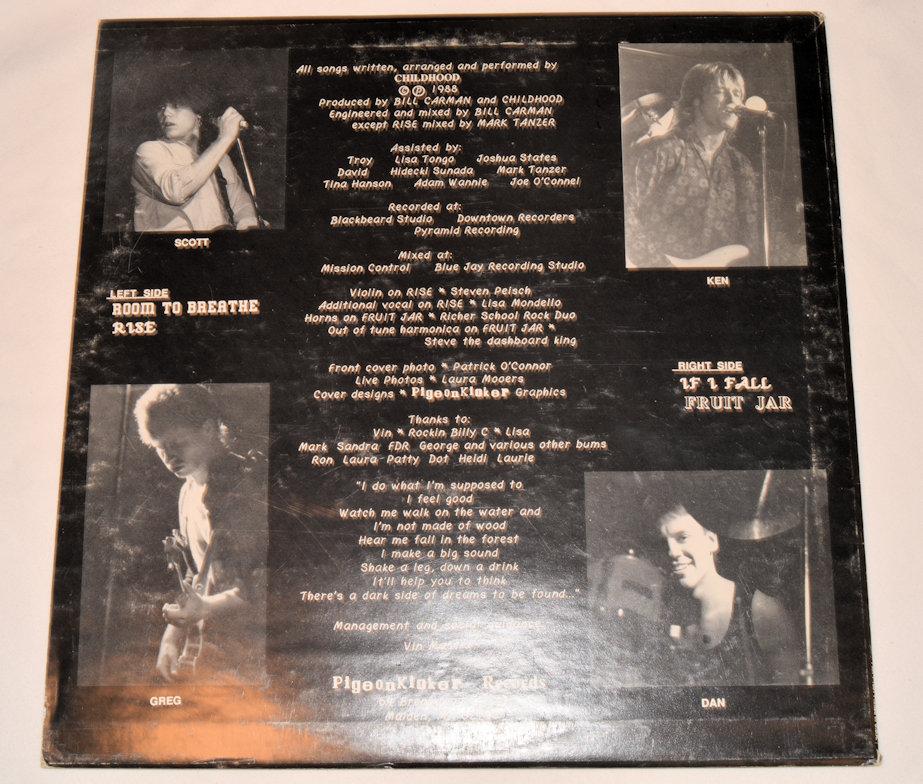 All songs written, arranged and performed by
CHILDHOOD
© ℗ 1988
Produced by BILL CARMAN and CHILDHOOD
Engineered and mixed by BILL CARMAN
except RISE mixed by MARK TANZER
Assisted by:
Troy Lisa Tongo Joshua States
David Hidecki Sunada Mark Tanzer
Tina Hanson Adam Wannie Joe O'Connel
Recorded at:
Blackbeard Studio Downtown Recorders
Pyramid Recording
Mixed at:
Mission Control Blue Jay Recording Studio
Violin on RISE * Steven Peisch
Additional vocal on RISE * Lisa Mondello
Horns on FRUIT JAR * Richer School Rock Duo
Out of tune harmonica on FRUIT JAR *
Steve the dashboard king
Front cover photo * Patrick O'Connor
Live Photos * Laura Mooers
Cover designs * PigeonKlnker Graphics
Thanks to:
Vin * Rockin Billy C * Lisa
Mark Sandra FDR George and various other bums
Ron Laura Patty Dot Heidi Laurie
"I do what I'm supposed to
I feel good
Watch me walk on the water and
I'm not made of wood
Hear me fall in the forest
I make a big sound
Shake a leg, down a drink
It'll help you to think
There's a dark side of dreams to be found..."
Management and social guidance
Vin
PigeonKlnker Records
Malden,
SCOTT
LEFT SIDE
ROOM TO BREATHE
RISE
GREG
KEN
RIGHT SIDE
IF I FALL
FRUIT JAR
DAN